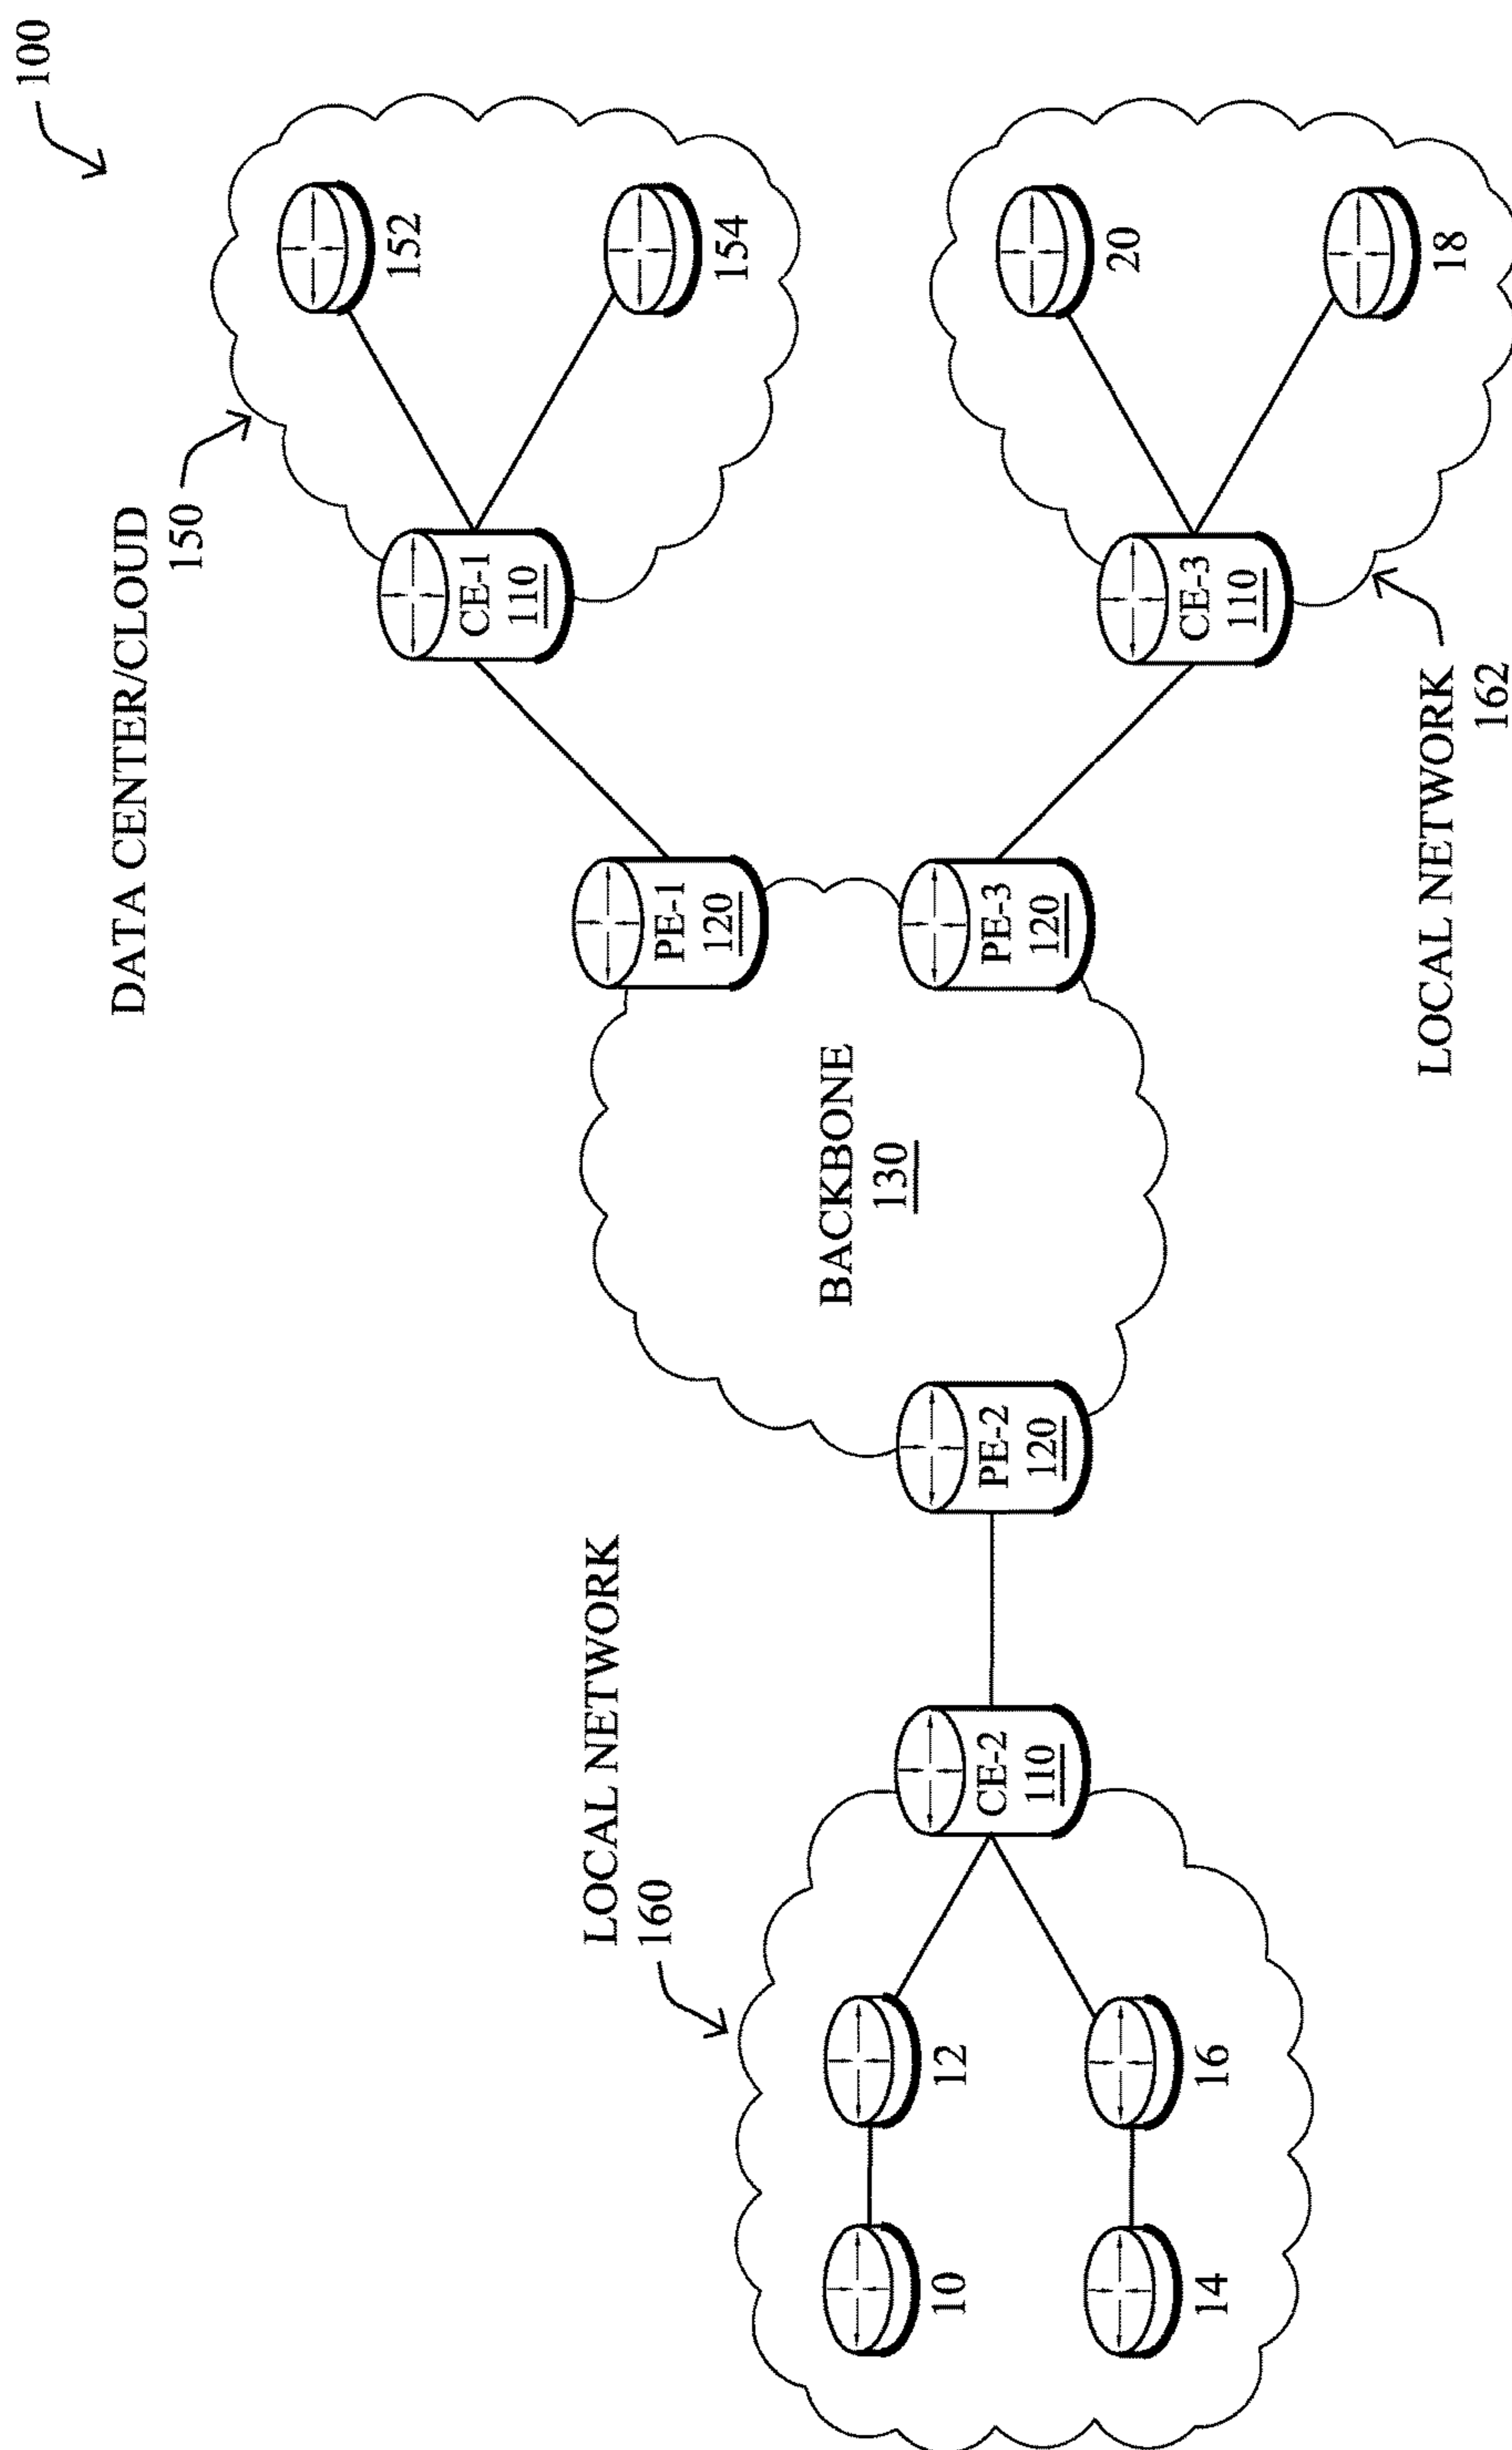 100
DATA CENTER/CLOUD
150
152
154
CE-1
110
PE-1
120
LOCAL NETWORK
160
BACKBONE
130
10
12
CE-2
110
PE-2
120
PE-3
120
CE-3
110
20
14
16
18
LOCAL NETWORK
162